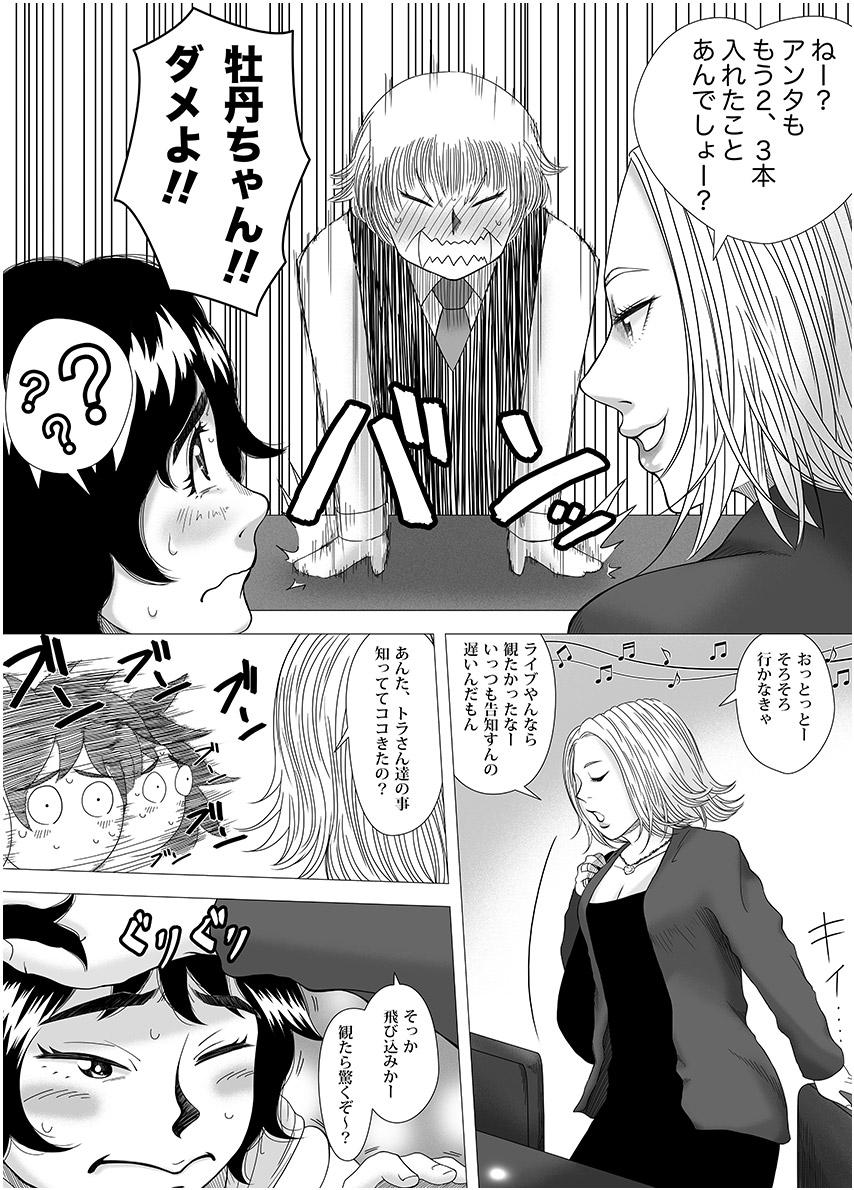 ねー？
アンタも
もう２、３本
入れたこと
あんでしょー？
牡丹ちゃん!!
ダメよ!!
？？？
バンッ
おっとっとー
そろそろ
行かなきゃ
ライブやんなら
観たかったなー
いっつも告知すんの
遅いんだもん
キィ…
あんた、トラさん達の事
知っててココきたの？
ブンブン
そっか
飛び込みかー
観たら驚くぞ〜？
ぐりぐり